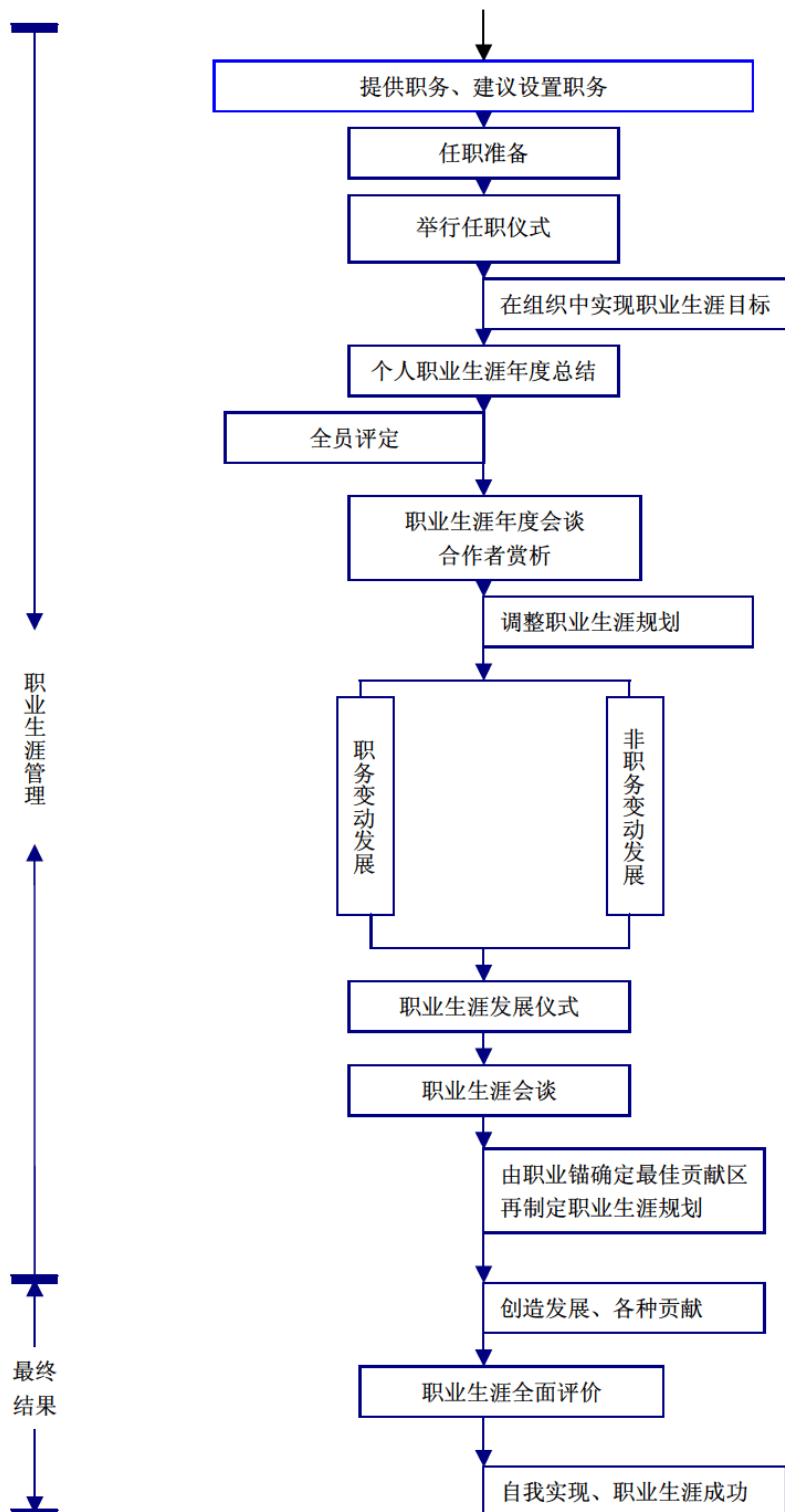 提供职务、建议设置职务
任职准备
举行任职仪式
在组织中实现职业生涯目标
个人职业生涯年度总结
全员评定
职业生涯年度会谈
合作者赏析
调整职业生涯规划
职业生涯管理
职务变动发展
非职务变动发展
职业生涯发展仪式
职业生涯会谈
由职业锚确定最佳贡献区
再制定职业生涯规划
创造发展、各种贡献
最终
结果
职业生涯全面评价
自我实现、职业生涯成功